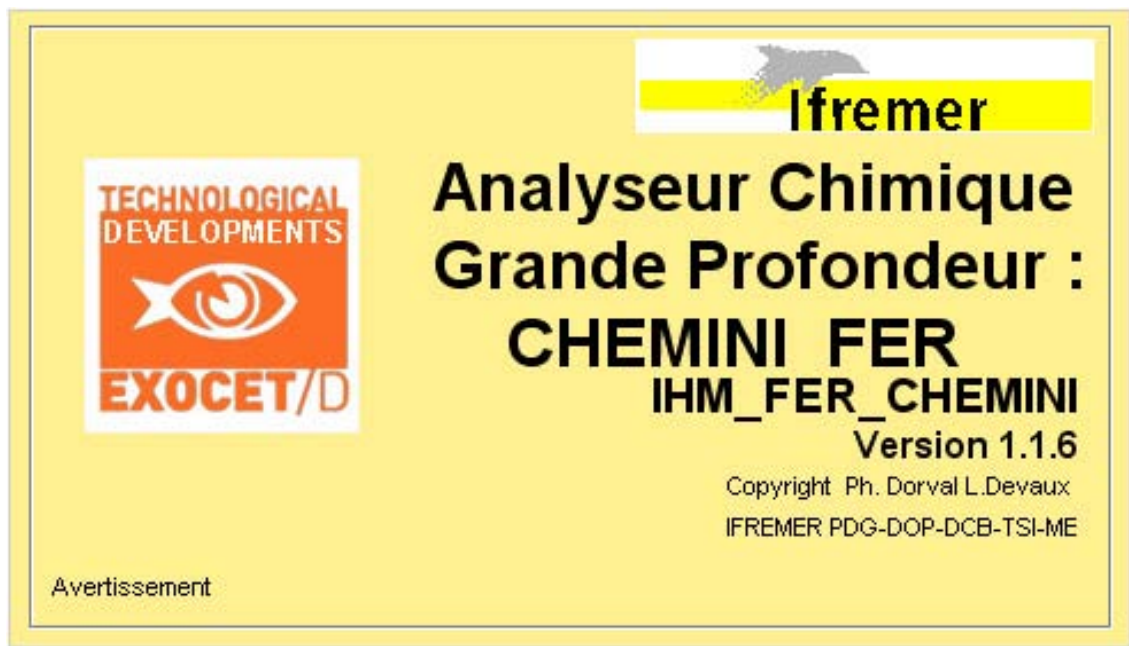 Ifremer
TECHNOLOGICAL
DEVELOPMENTS
EXOCET/D
Analyseur Chimique
Grande Profondeur :
CHEMINI FER
IHM_FER_CHEMINI
Version 1.1.6
Copyright Ph. Dorval L.Devaux
IFREMER PDG-DOP-DCB-TSI-ME
Avertissement